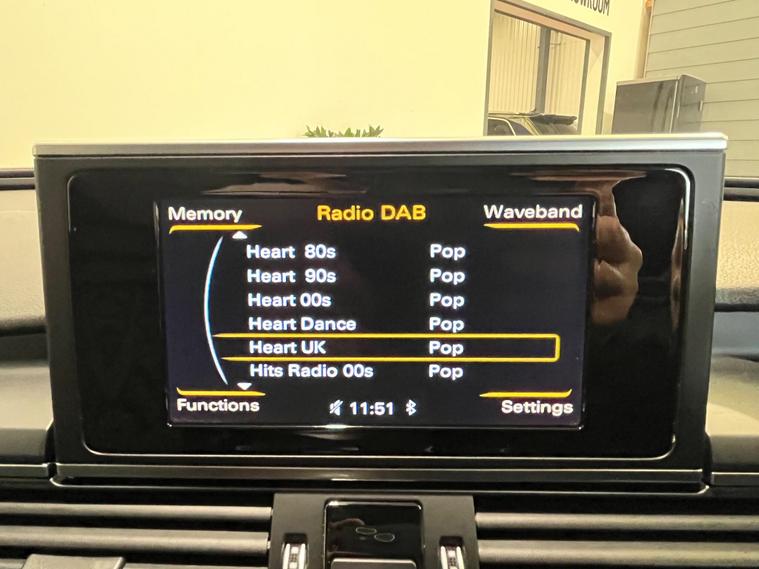 SHOWROOM
Memory Radio DAB Waveband
Heart 80s Pop
Heart 90s Pop
Heart 00s Pop
Heart Dance Pop
Heart UK Pop
Hits Radio 00s Pop
Functions 11:51 Settings